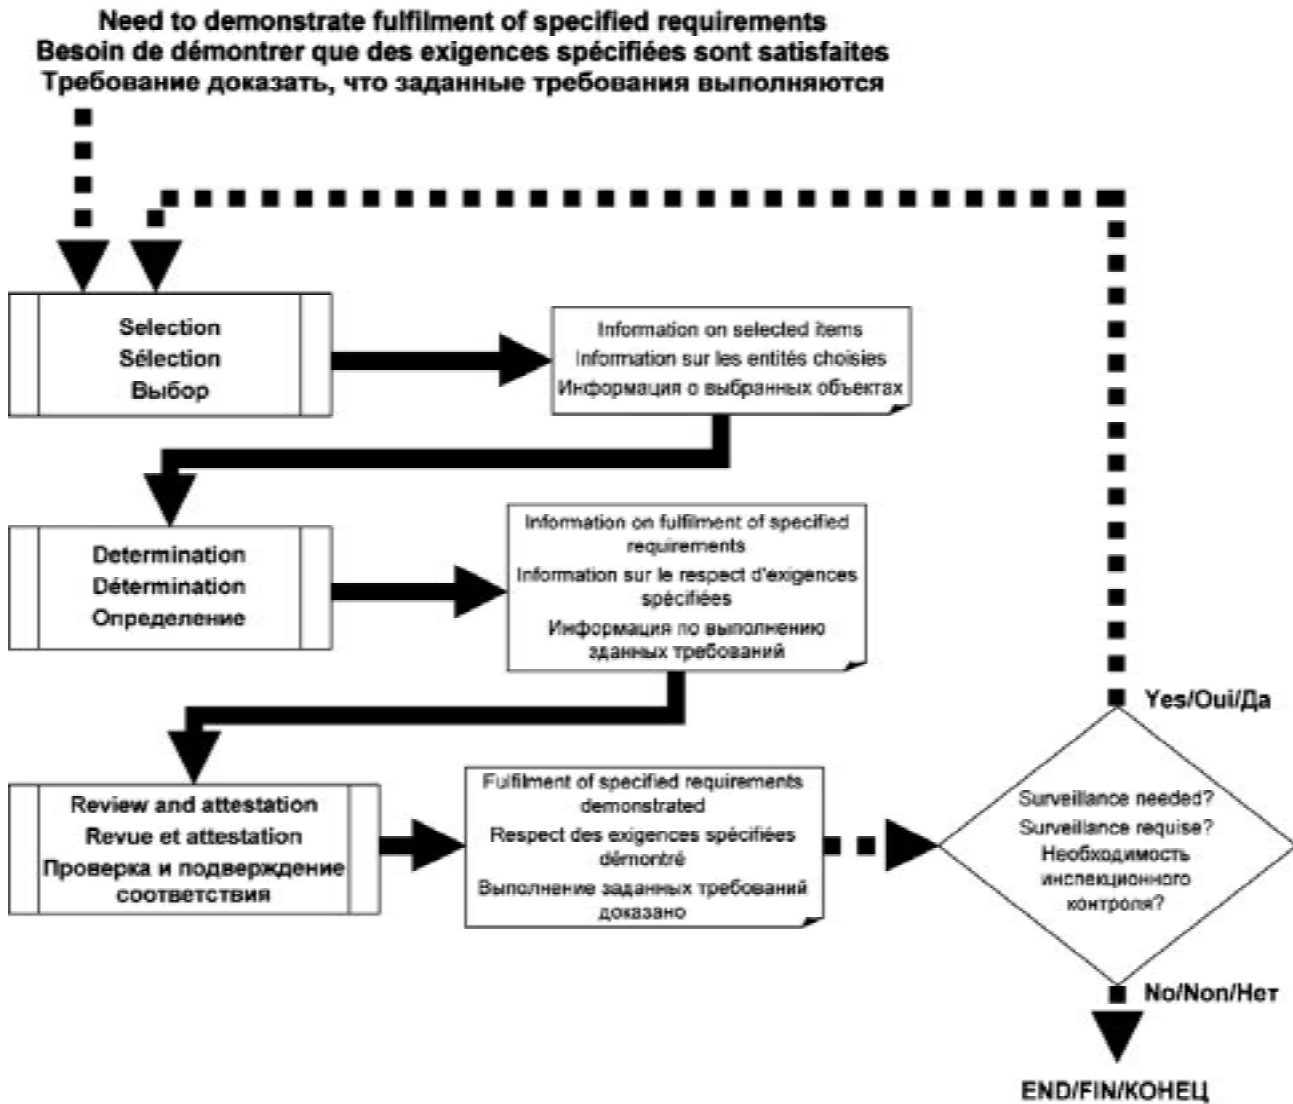 Need to demonstrate fulfilment of specified requirements
Besoin de démontrer que des exigences spécifiées sont satisfaites
Требование доказать, что заданные требования выполняются
Selection
Sélection
Выбор
Information on selected items
Information sur les entités choisies
Информация о выбранных объектах
Determination
Détermination
Определение
Information on fulfilment of specified
requirements
Information sur le respect d'exigences
spécifiées
Информация по выполнению
зданных требований
Yes/Oui/Да
Review and attestation
Revue et attestation
Проверка и подверждение
соответствия
Fulfilment of specified requirements
demonstrated
Respect des exigences spécifiées
démontré
Выполнение заданных требований
доказано
Surveillance needed?
Surveillance requise?
Необходимость
инспекционного
контроля?
No/Non/Нет
END/FIN/КОНЕЦ